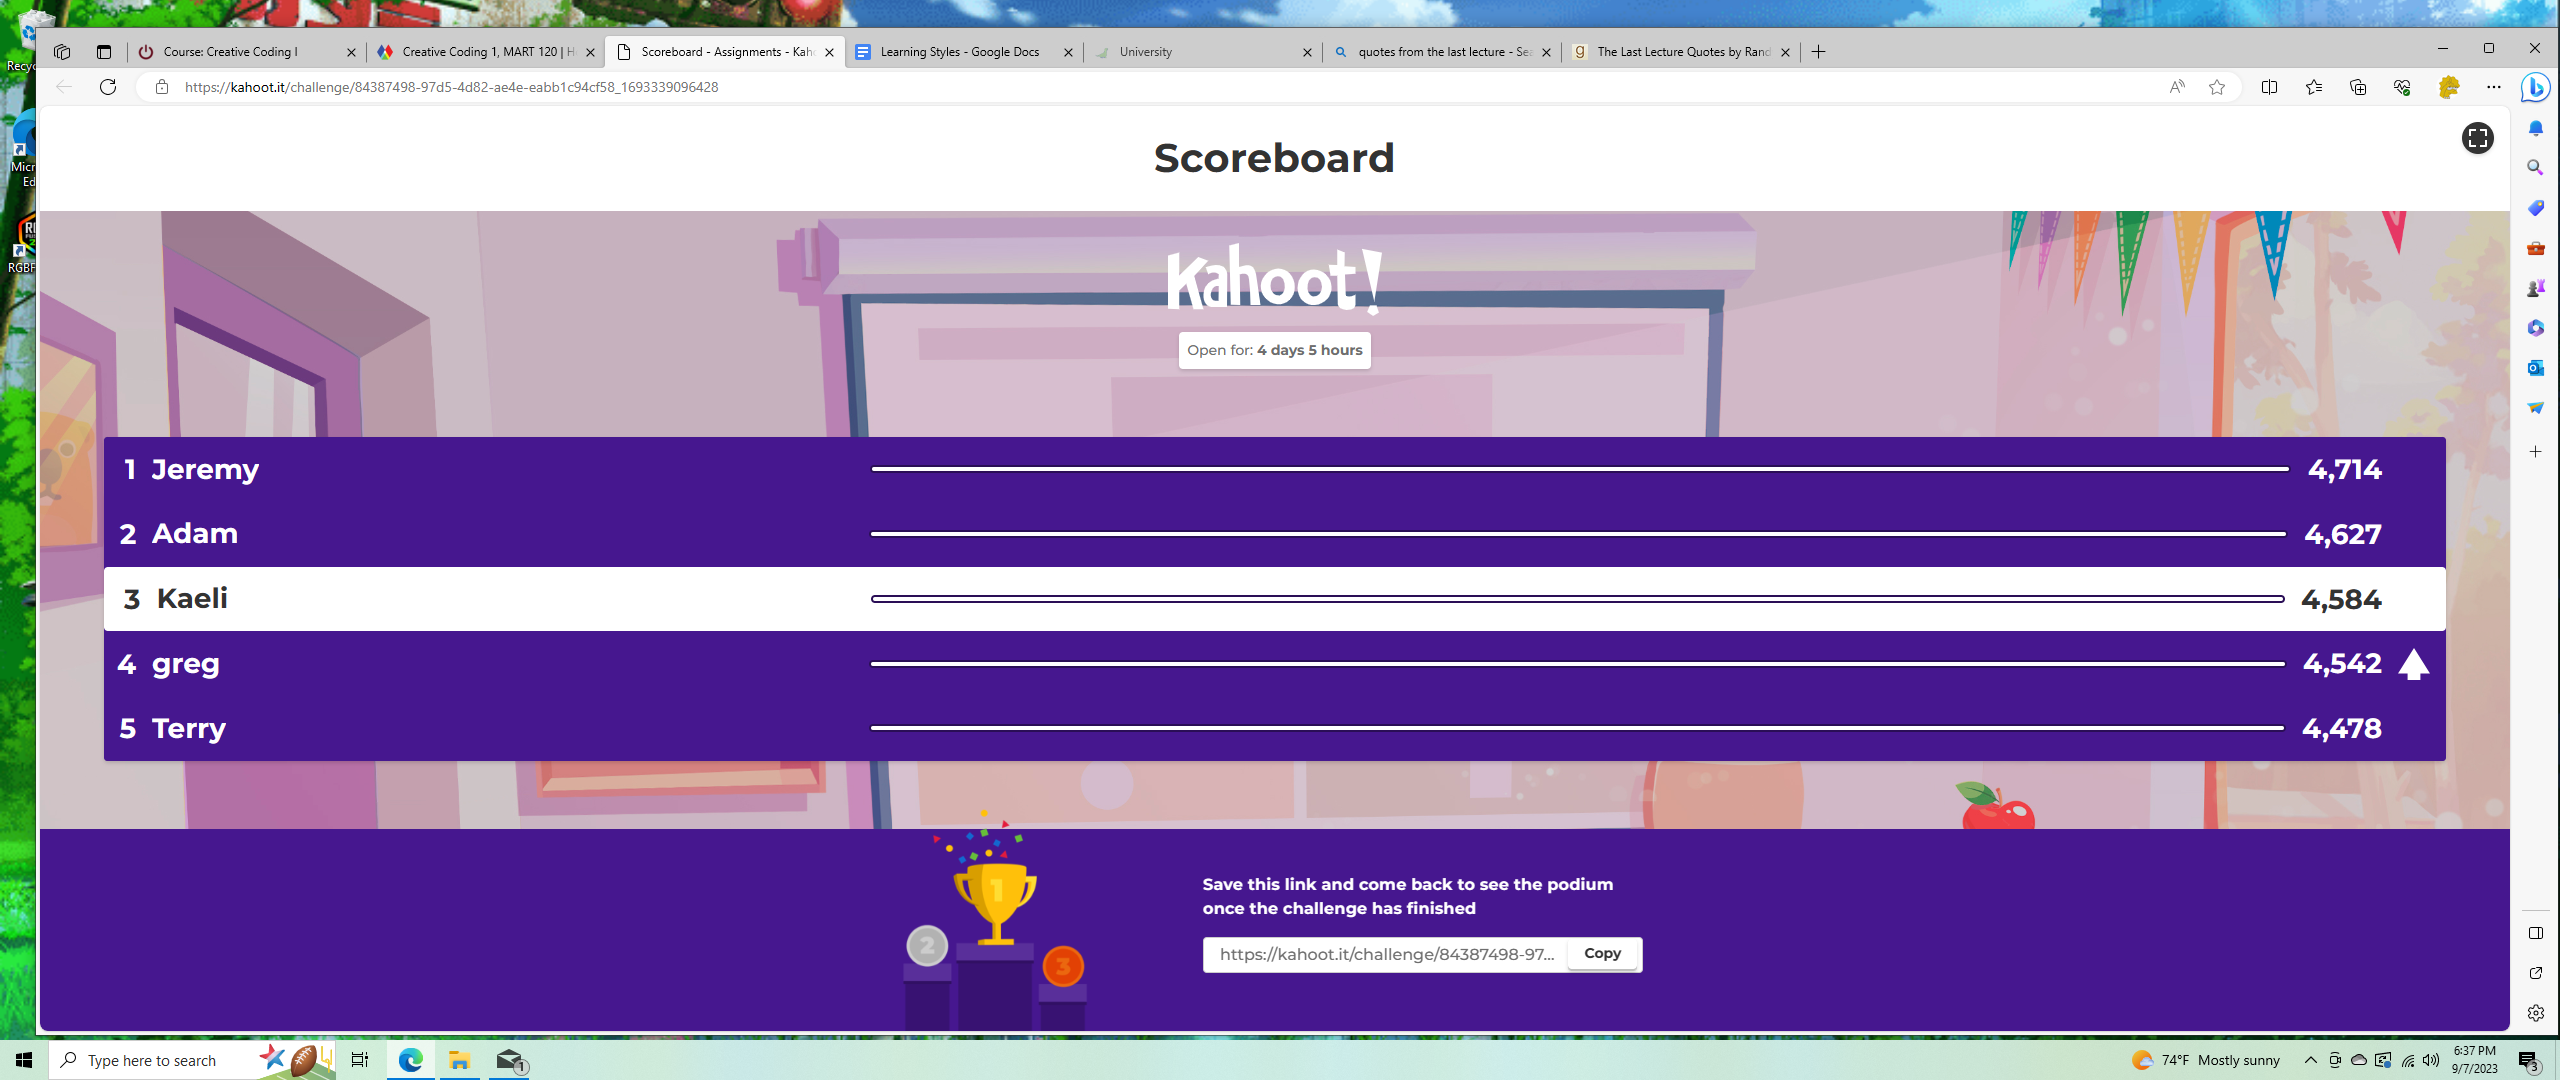 Course: Creative Coding I
Creative Coding 1, MART 120 | H
Scoreboard - Assignments - Kah
Learning Styles - Google Docs
University
quotes from the last lecture - Sea
The Last Lecture Quotes by Rand
https://kahoot.it/challenge/84387498-97d5-4d82-ae4e-eabb1c94cf58_1693339096428
Scoreboard
Kahoot!
Open for: 4 days 5 hours
1 Jeremy 4,714
2 Adam 4,627
3 Kaeli 4,584
4 greg 4,542
5 Terry 4,478
1
2
3
Save this link and come back to see the podium
once the challenge has finished
https://kahoot.it/challenge/84387498-97...
Copy
Recyc
Micr
Ed
RGBF
Type here to search
1
74°F Mostly sunny
6:37 PM
9/7/2023
3